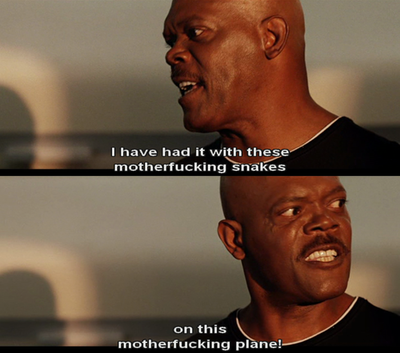 I have had it with these
motherfucking snakes
on this
motherfucking plane!